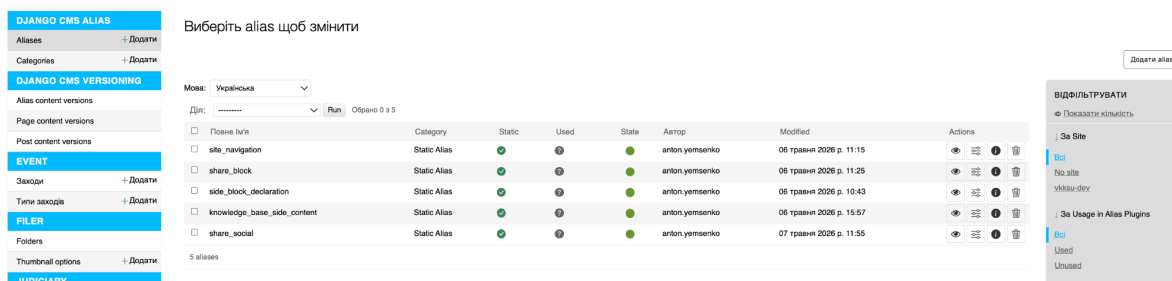 DJANGO CMS ALIAS
Aliases + Додати
Categories + Додати
DJANGO CMS VERSIONING
Alias content versions
Page content versions
Post content versions
EVENT
Заходи + Додати
Типи заходів + Додати
FILER
Folders
Thumbnail options + Додати
JUDICIARY
Виберіть alias щоб змінити
Додати alias
Мова: Українська
Дія: --------- Run Обрано 0 з 5
Повне Ім'я Category Static Used State Автор Modified Actions
site_navigation Static Alias anton.yemsenko 06 травня 2026 р. 11:15
share_block Static Alias anton.yemsenko 06 травня 2026 р. 11:25
side_block_declaration Static Alias anton.yemsenko 06 травня 2026 р. 10:43
knowledge_base_side_content Static Alias anton.yemsenko 06 травня 2026 р. 15:57
share_social Static Alias anton.yemsenko 07 травня 2026 р. 11:55
5 aliases
ВІДФІЛЬТРУВАТИ
Показати кількість
↓ За Site
Всі
No site
vkksu-dev
↓ За Usage in Alias Plugins
Всі
Used
Unused